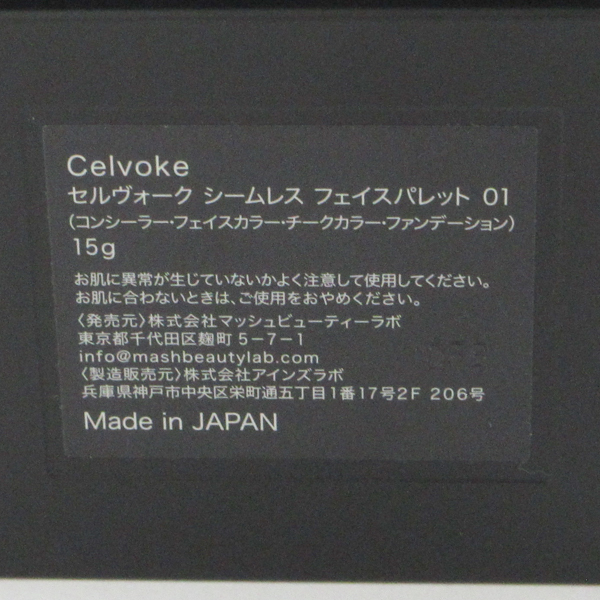 Celvoke
セルヴォーク シームレス フェイスパレット 01
（コンシーラー・フェイスカラー・チークカラー・ファンデーション）
15g
お肌に異常が生じていないかよく注意して使用してください。
お肌に合わないときは、ご使用をおやめください。
〈発売元〉株式会社マッシュビューティーラボ
東京都千代田区麹町 5-7-1
info@mashbeautylab.com
〈製造販売元〉株式会社アインズラボ
兵庫県神戸市中央区栄町通五丁目1番17号2F 206号
Made in JAPAN